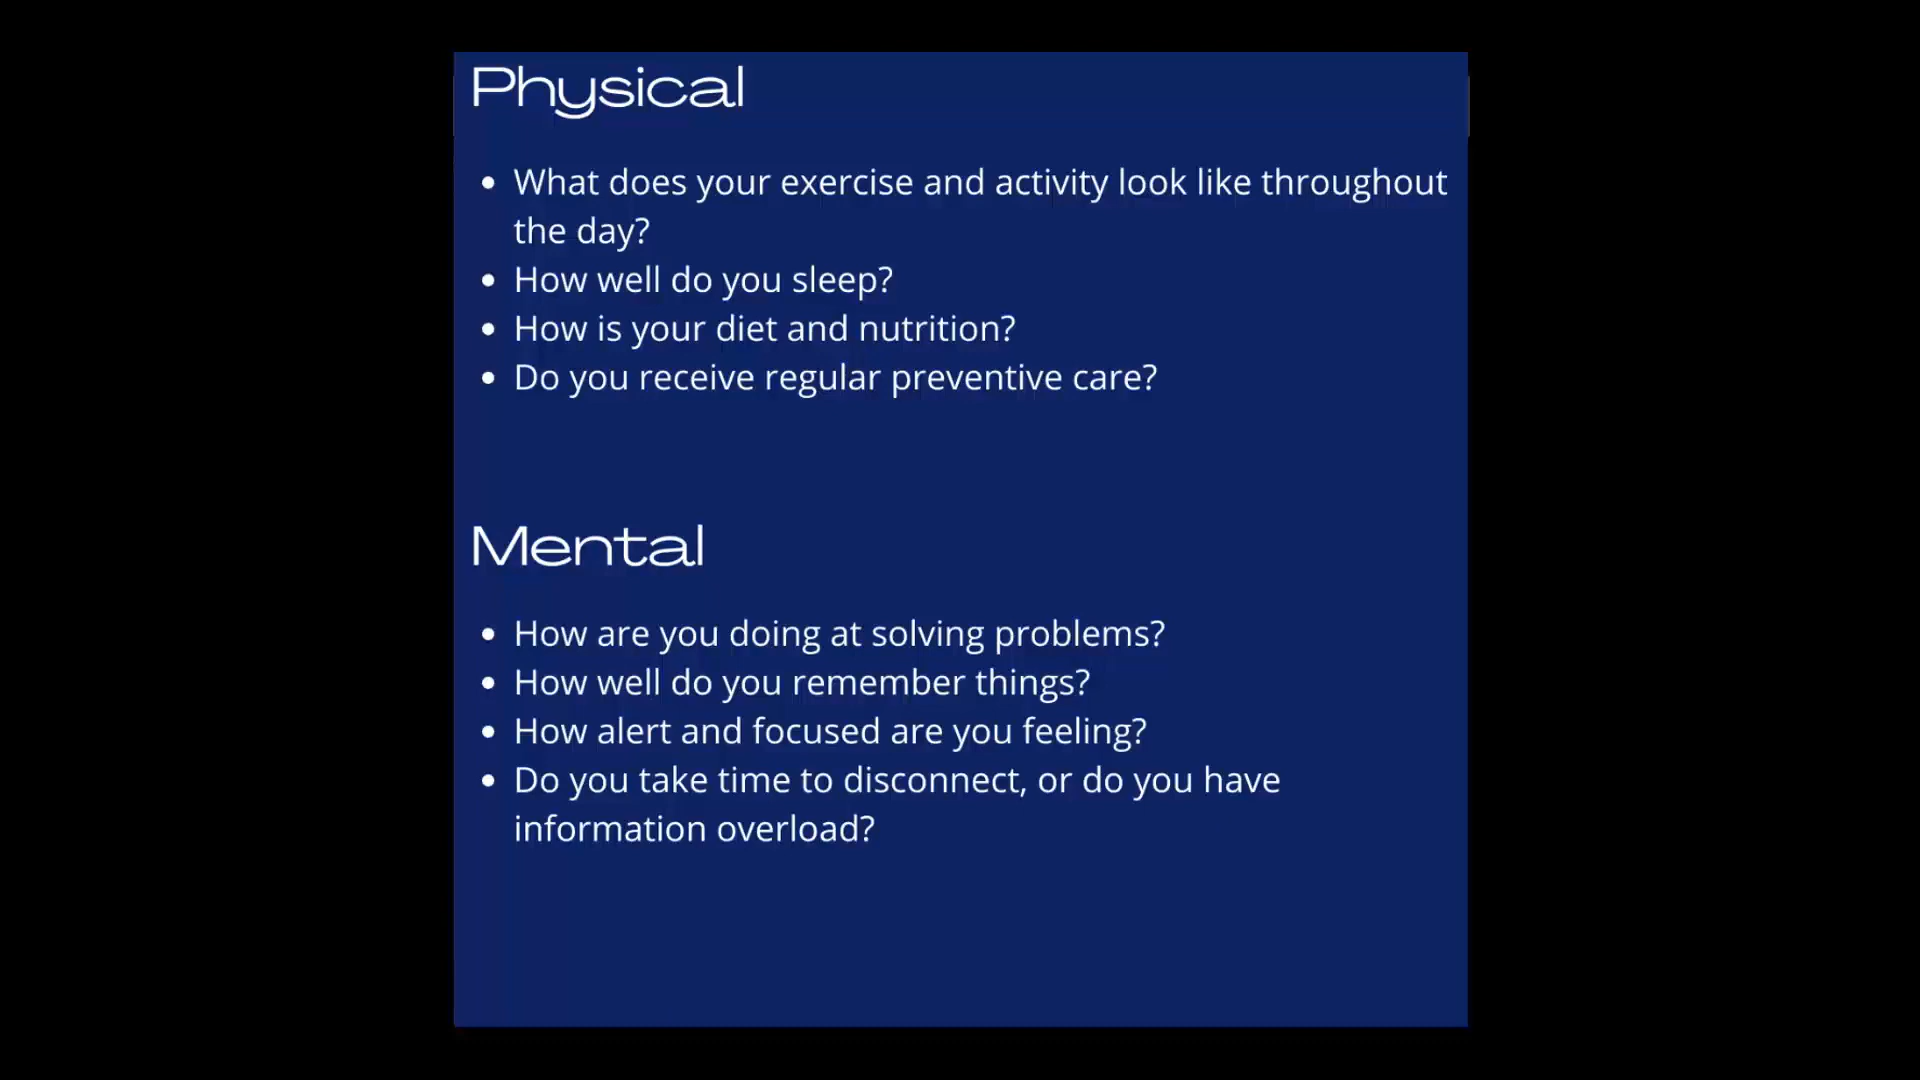 Physical
• What does your exercise and activity look like throughout
the day?
• How well do you sleep?
• How is your diet and nutrition?
• Do you receive regular preventive care?
Mental
• How are you doing at solving problems?
• How well do you remember things?
• How alert and focused are you feeling?
• Do you take time to disconnect, or do you have
information overload?